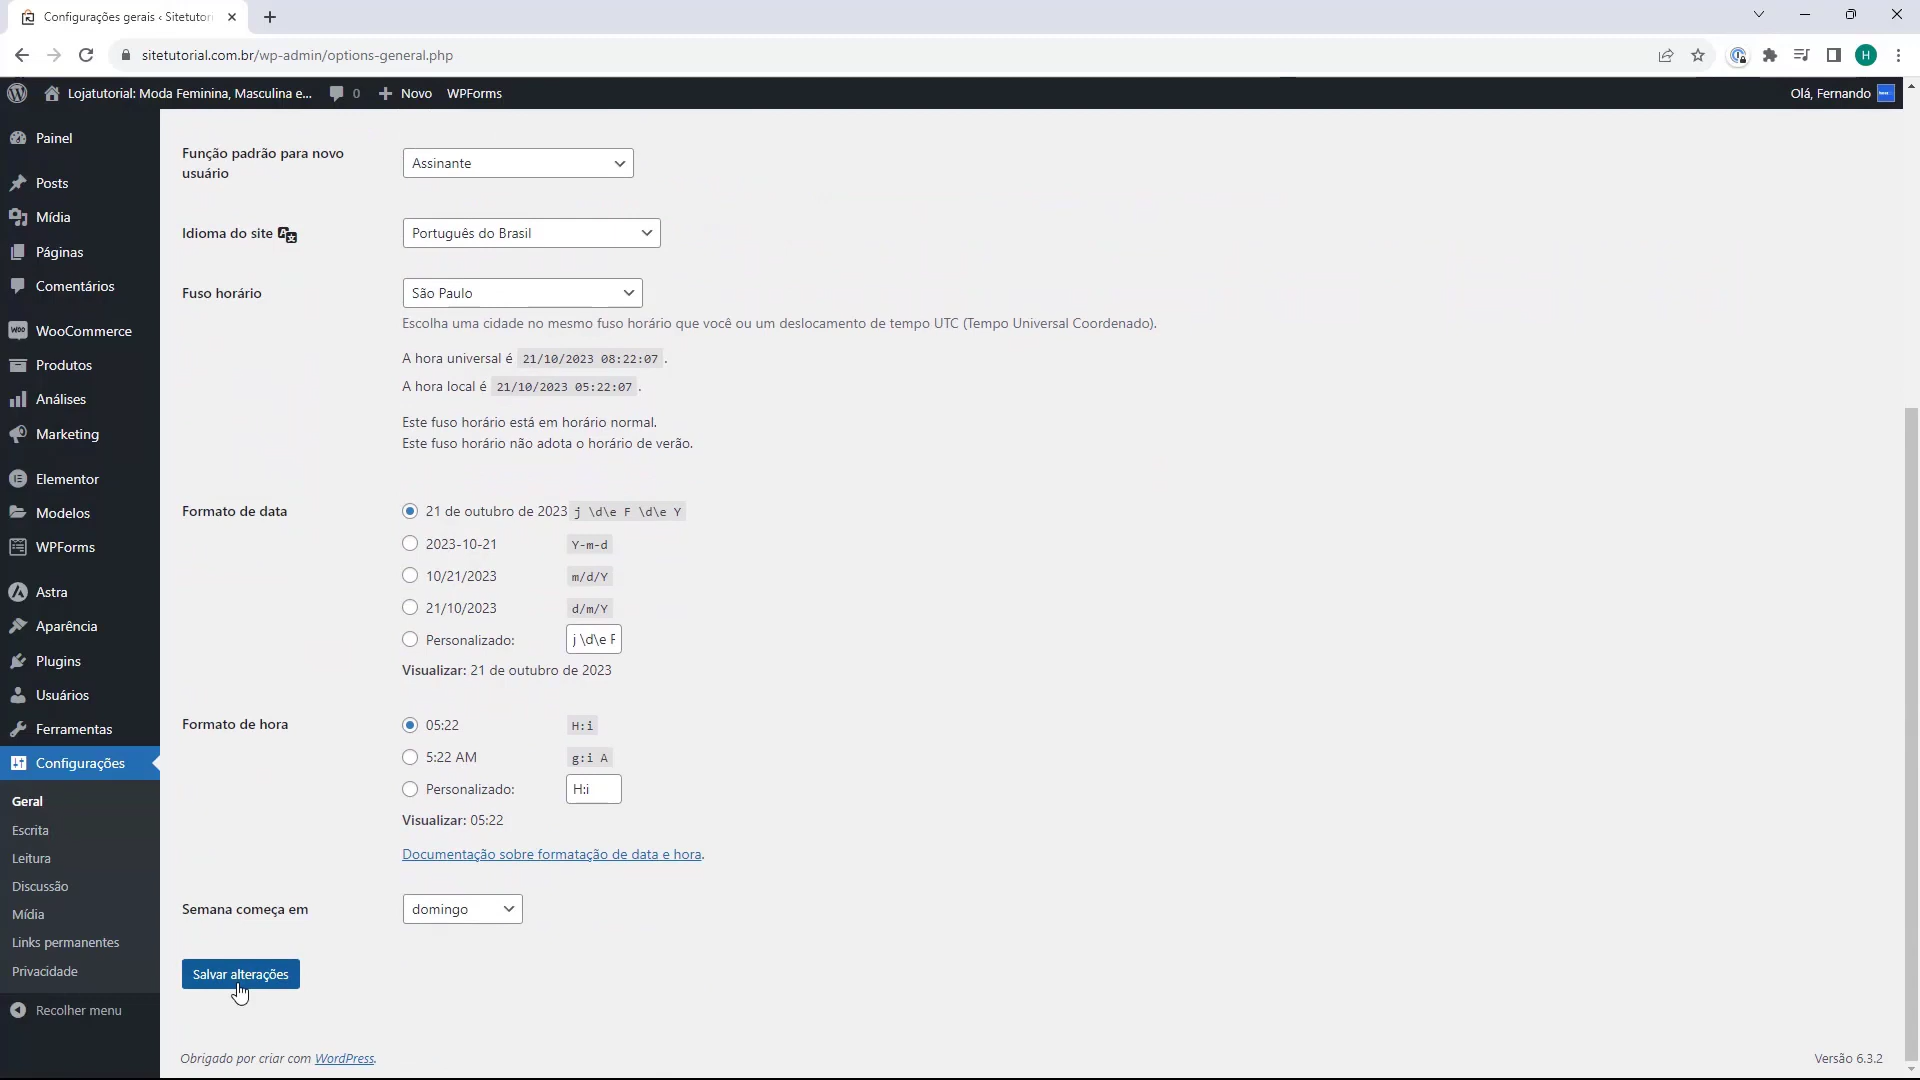 Configurações gerais ‹ Sitetutori
sitetutorial.com.br/wp-admin/options-general.php
H
Lojatutorial: Moda Feminina, Masculina e... 0 Novo WPForms Olá, Fernando
Painel
Posts
Mídia
Páginas
Comentários
WooCommerce
Produtos
Análises
Marketing
Elementor
Modelos
WPForms
Astra
Aparência
Plugins
Usuários
Ferramentas
Configurações
Geral
Escrita
Leitura
Discussão
Mídia
Links permanentes
Privacidade
Recolher menu
Função padrão para novo
usuário
Assinante
Idioma do site
Português do Brasil
Fuso horário
São Paulo
Escolha uma cidade no mesmo fuso horário que você ou um deslocamento de tempo UTC (Tempo Universal Coordenado).
A hora universal é 21/10/2023 08:22:07 .
A hora local é 21/10/2023 05:22:07 .
Este fuso horário está em horário normal.
Este fuso horário não adota o horário de verão.
Formato de data
21 de outubro de 2023 j \d\e F \d\e Y
2023-10-21 Y-m-d
10/21/2023 m/d/Y
21/10/2023 d/m/Y
Personalizado: j \d\e F
Visualizar: 21 de outubro de 2023
Formato de hora
05:22 H:i
5:22 AM g:i A
Personalizado: H:i
Visualizar: 05:22
Documentação sobre formatação de data e hora.
Semana começa em
domingo
Salvar alterações
Obrigado por criar com WordPress.
Versão 6.3.2